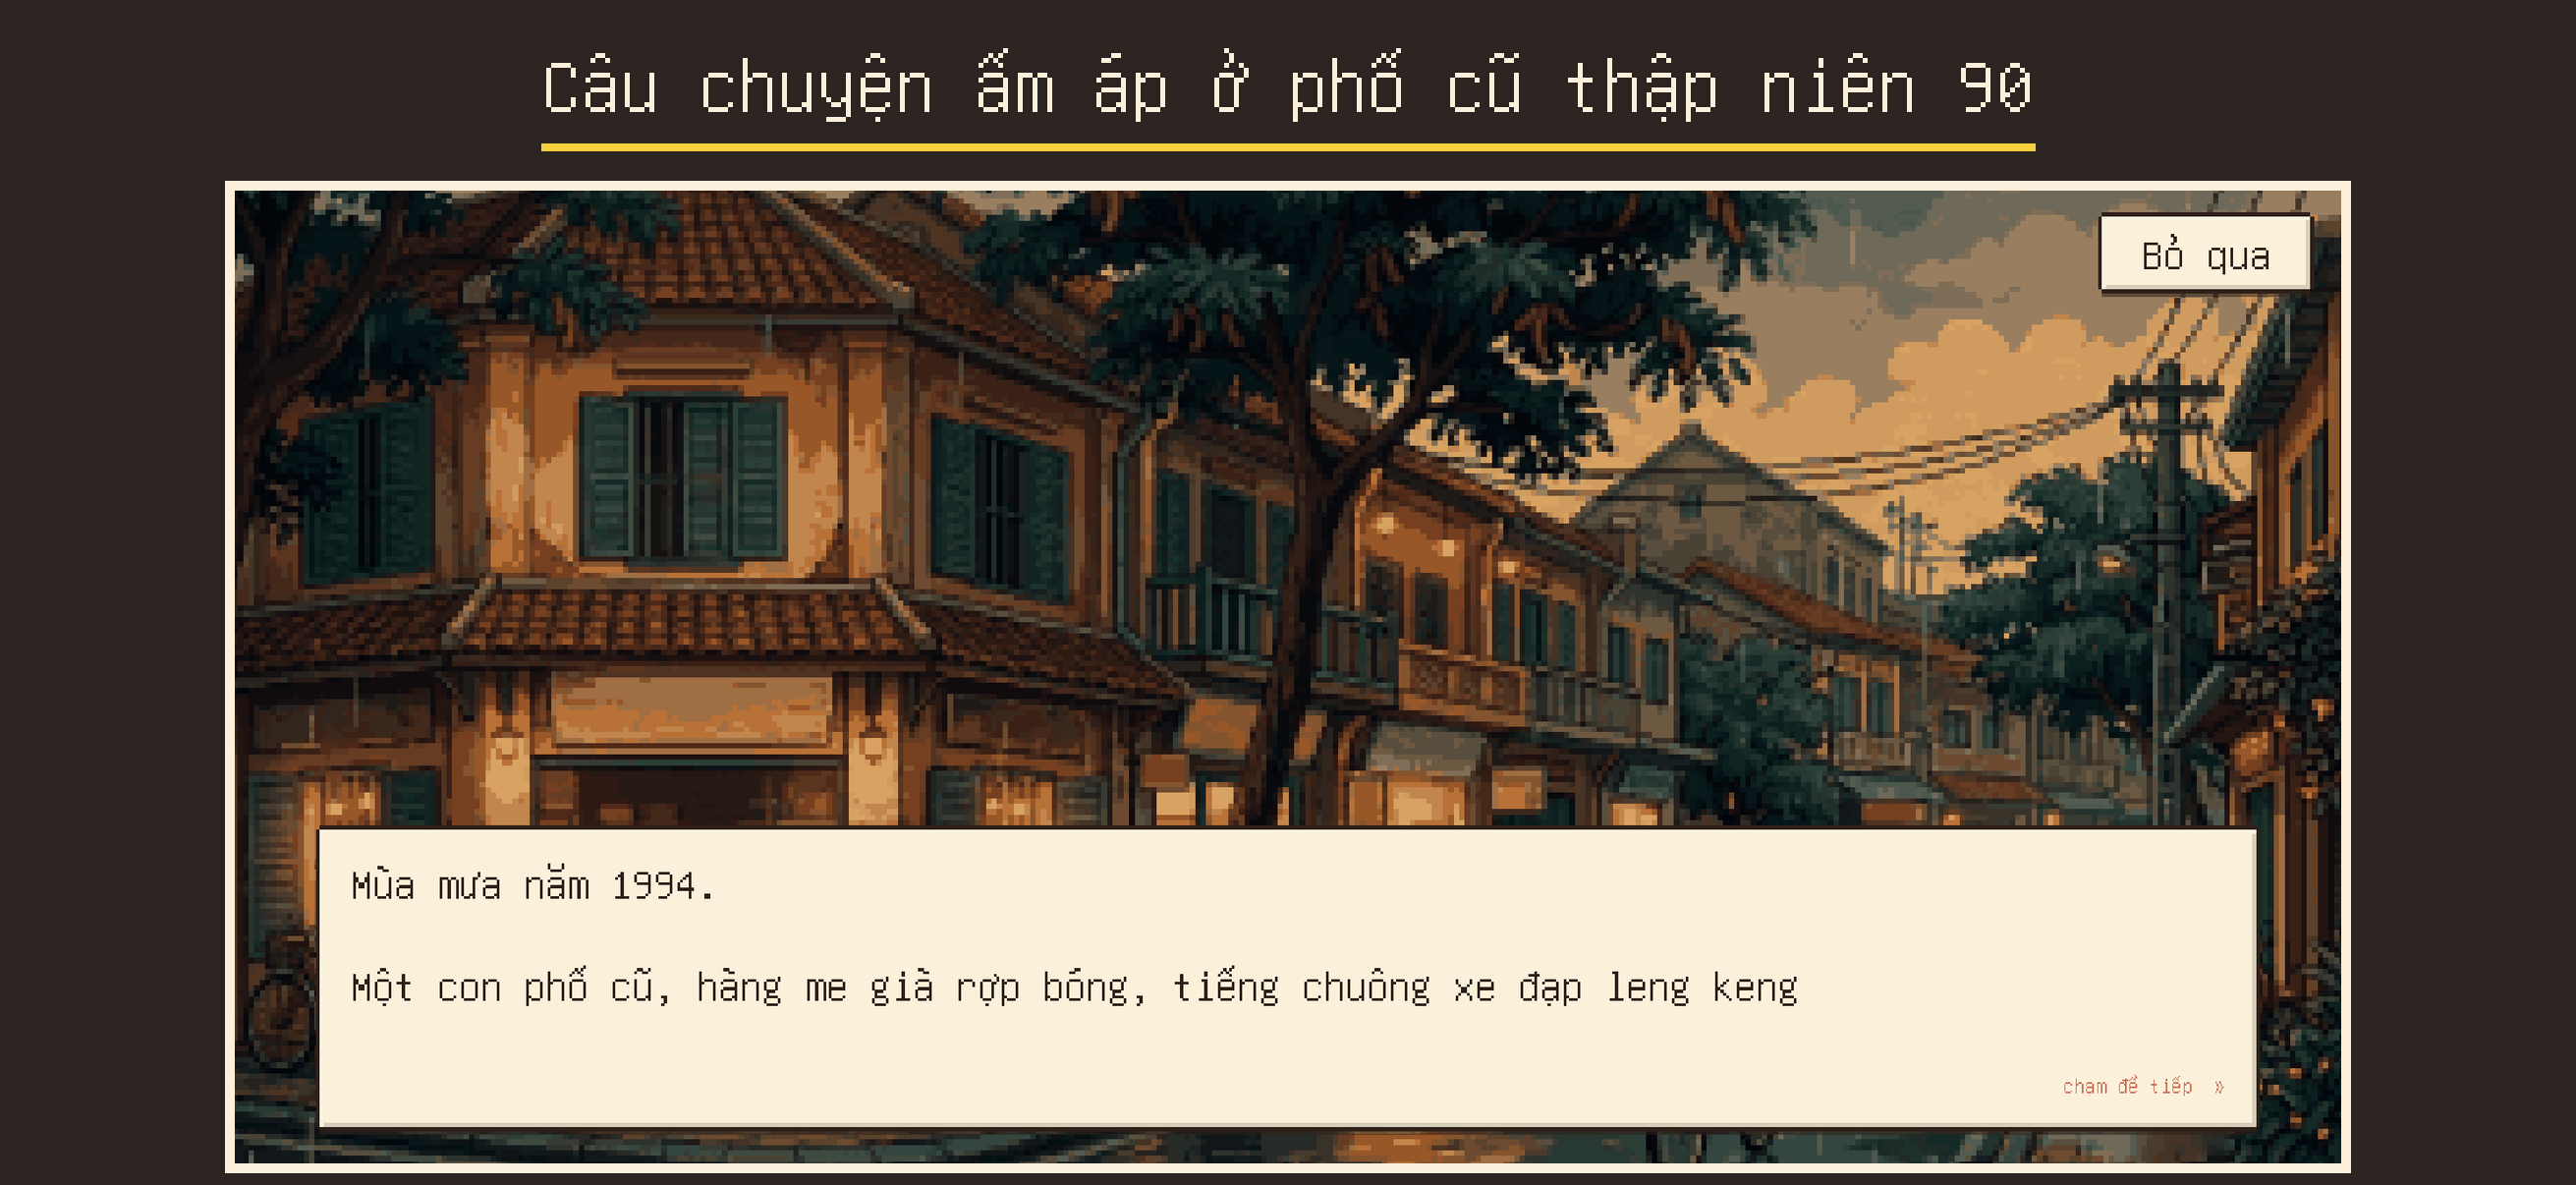 Câu chuyện ấm áp ở phố cũ thập niên 90
Bỏ qua
Mùa mưa năm 1994.
Một con phố cũ, hàng me già rợp bóng, tiếng chuông xe đạp leng keng
chạm để tiếp »